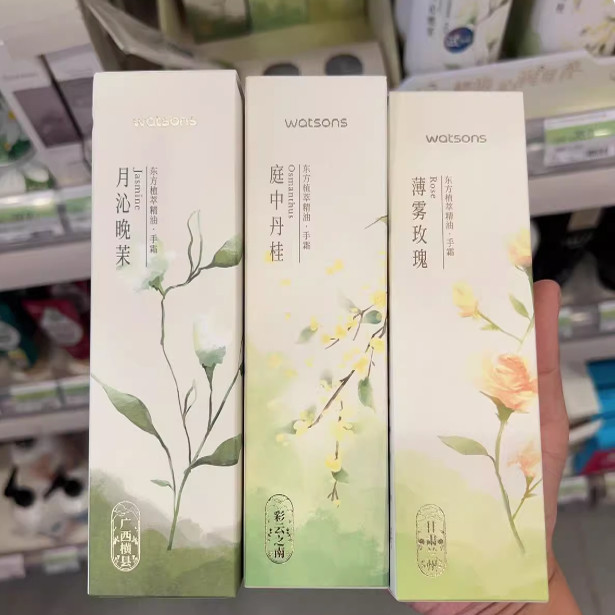 watsons
月沁晚茉
Jasmine
东方植萃精油·手霜
广西横县
watsons
庭中丹桂
Osmanthus
东方植萃精油·手霜
彩云之南
watsons
薄雾玫瑰
Rose
东方植萃精油·手霜